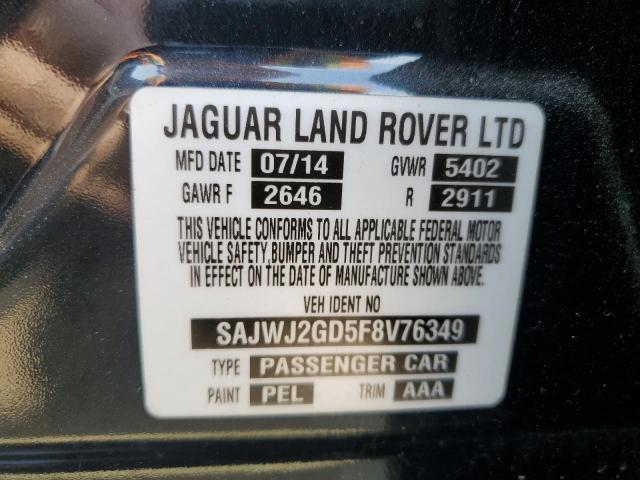 JAGUAR LAND ROVER LTD
MFD DATE 07/14 GVWR 5402
GAWR F 2646 R 2911
THIS VEHICLE CONFORMS TO ALL APPLICABLE FEDERAL MOTOR
VEHICLE SAFETY, BUMPER AND THEFT PREVENTION STANDARDS
IN EFFECT ON THE DATE OF MANUFACTURE SHOWN ABOVE.
VEH IDENT NO
SAJWJ2GD5F8V76349
TYPE PASSENGER CAR
PAINT PEL TRIM AAA